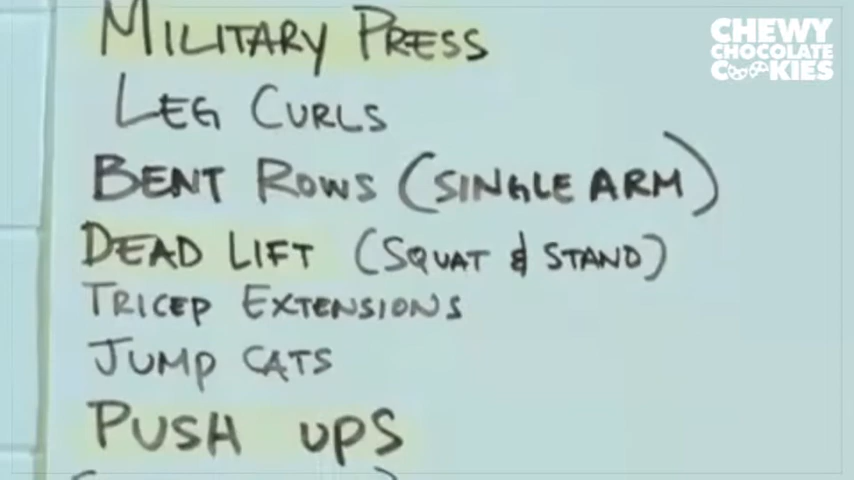 MILITARY PRESS
CHEWY
CHOCOLATE
COOKIES
LEG CURLS
BENT ROWS (SINGLE ARM)
DEAD LIFT (SQUAT & STAND)
TRICEP EXTENSIONS
JUMP CATS
PUSH UPS